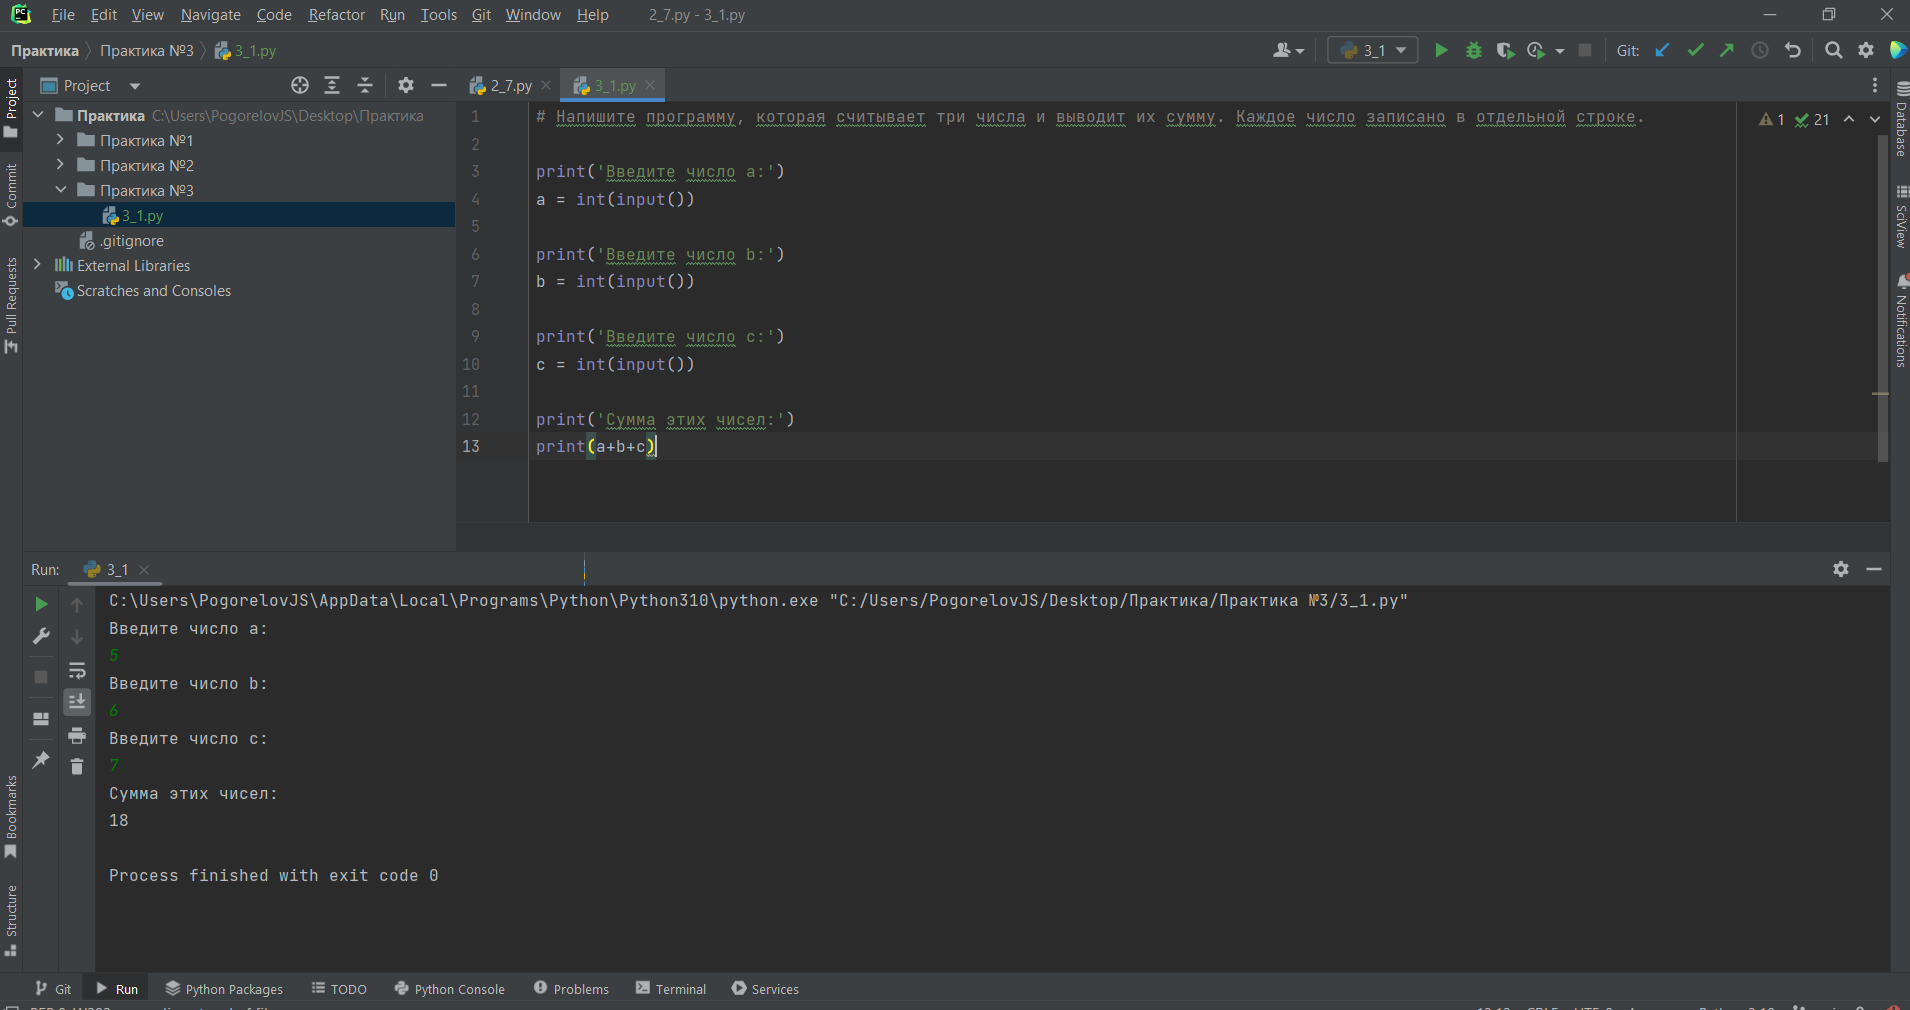 PC File Edit View Navigate Code Refactor Run Tools Git Window Help 2_7.py - 3_1.py
Практика Практика №3 3_1.py 3_1 Git:
Project 2_7.py 3_1.py
Практика C:\Users\PogorelovJS\Desktop\Практика
Практика №1
Практика №2
Практика №3
3_1.py
.gitignore
External Libraries
Scratches and Consoles
Project
Commit
Pull Requests
Bookmarks
Structure
1 # Напишите программу, которая считывает три числа и выводит их сумму. Каждое число записано в отдельной строке.
2
3 print('Введите число a:')
4 a = int(input())
5
6 print('Введите число b:')
7 b = int(input())
8
9 print('Введите число c:')
10 c = int(input())
11
12 print('Сумма этих чисел:')
13 print(a+b+c)
1 21
Database
SciView
Notifications
Run: 3_1
C:\Users\PogorelovJS\AppData\Local\Programs\Python\Python310\python.exe "C:/Users/PogorelovJS/Desktop/Практика/Практика №3/3_1.py"
Введите число a:
5
Введите число b:
6
Введите число c:
7
Сумма этих чисел:
18
Process finished with exit code 0
Git Run Python Packages TODO Python Console Problems Terminal Services